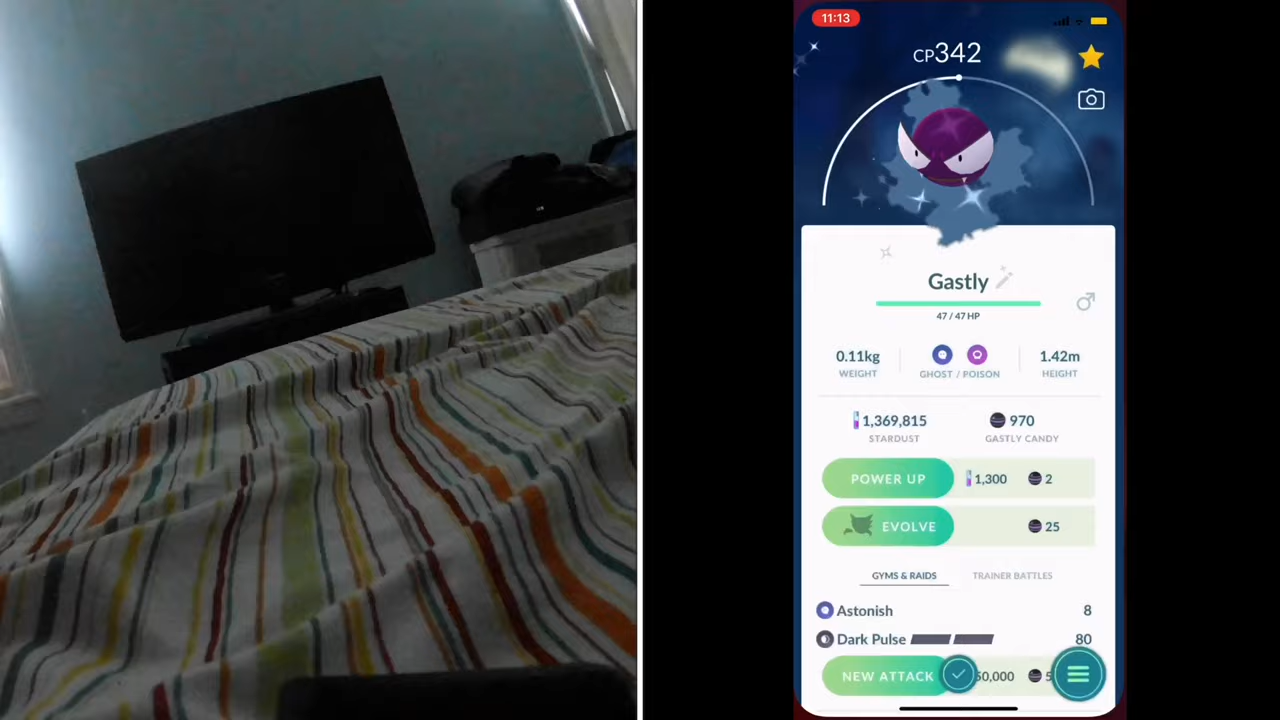 11:13
CP342
Gastly
47 / 47 HP
0.11kg
WEIGHT
GHOST / POISON
1.42m
HEIGHT
1,369,815
STARDUST
970
GASTLY CANDY
POWER UP 1,300 2
EVOLVE 25
GYMS & RAIDS TRAINER BATTLES
Astonish 8
Dark Pulse 80
NEW ATTACK